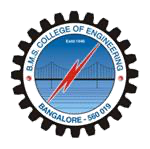 B.M.S. COLLEGE OF ENGINEERING
Estd.1946
BANGALORE - 560 019